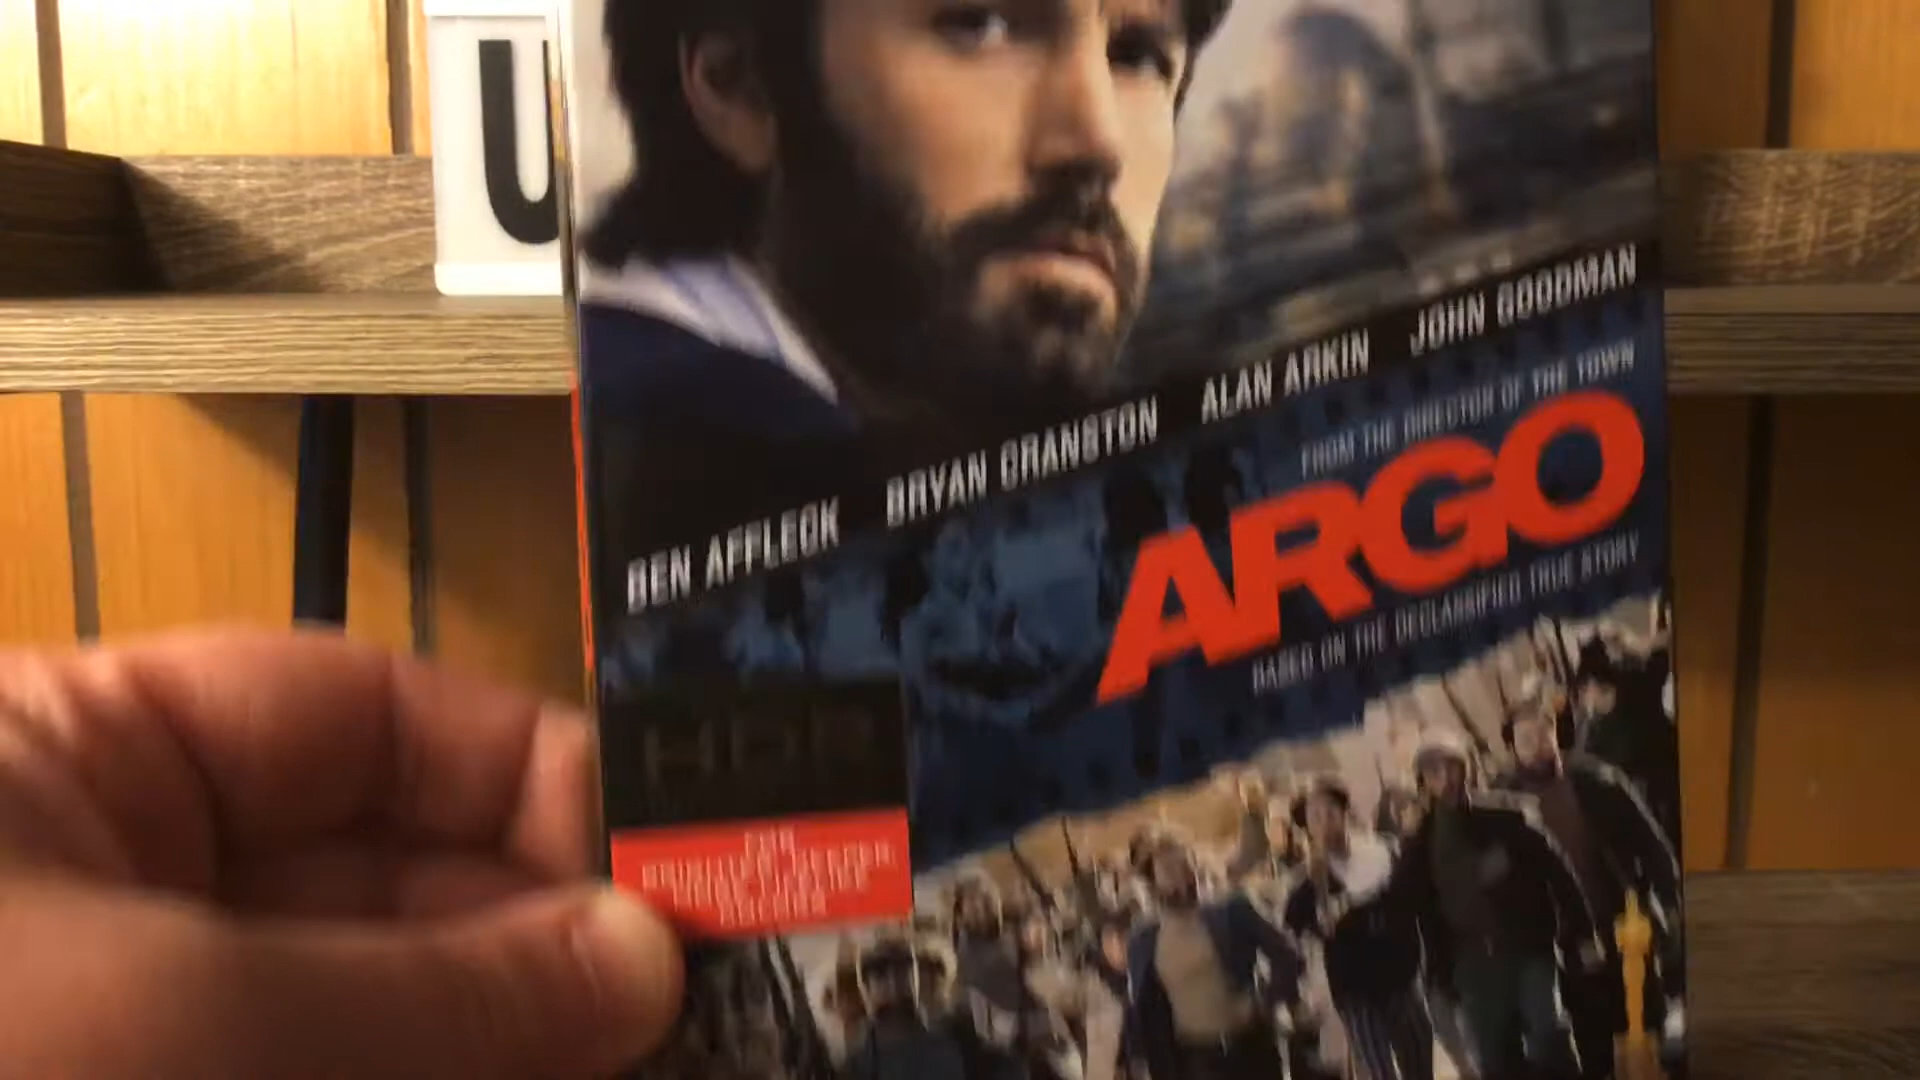 U
BEN AFFLECK BRYAN CRANSTON ALAN ARKIN JOHN GOODMAN
FROM THE DIRECTOR OF THE TOWN
ARGO
BASED ON THE DECLASSIFIED TRUE STORY
HDR